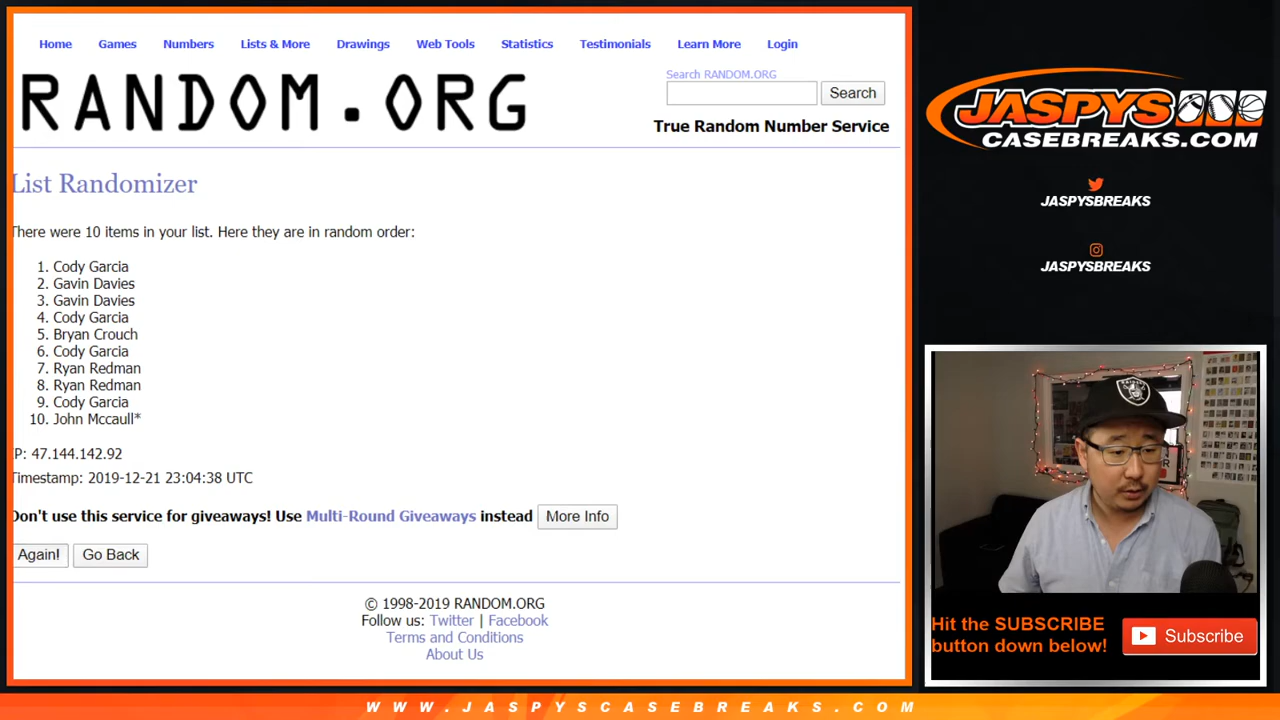 Home Games Numbers Lists & More Drawings Web Tools Statistics Testimonials Learn More Login
RANDOM.ORG
Search RANDOM.ORG
Search
True Random Number Service
List Randomizer
There were 10 items in your list. Here they are in random order:
1. Cody Garcia
2. Gavin Davies
3. Gavin Davies
4. Cody Garcia
5. Bryan Crouch
6. Cody Garcia
7. Ryan Redman
8. Ryan Redman
9. Cody Garcia
10. John Mccaull*
P: 47.144.142.92
Timestamp: 2019-12-21 23:04:38 UTC
Don't use this service for giveaways! Use Multi-Round Giveaways instead More Info
Again! Go Back
© 1998-2019 RANDOM.ORG
Follow us: Twitter | Facebook
Terms and Conditions
About Us
JASPYS
CASEBREAKS.COM
JASPYSBREAKS
JASPYSBREAKS
RAIDERS
Hit the SUBSCRIBE
button down below!
Subscribe
WWW.JASPYSCASEBREAKS.COM